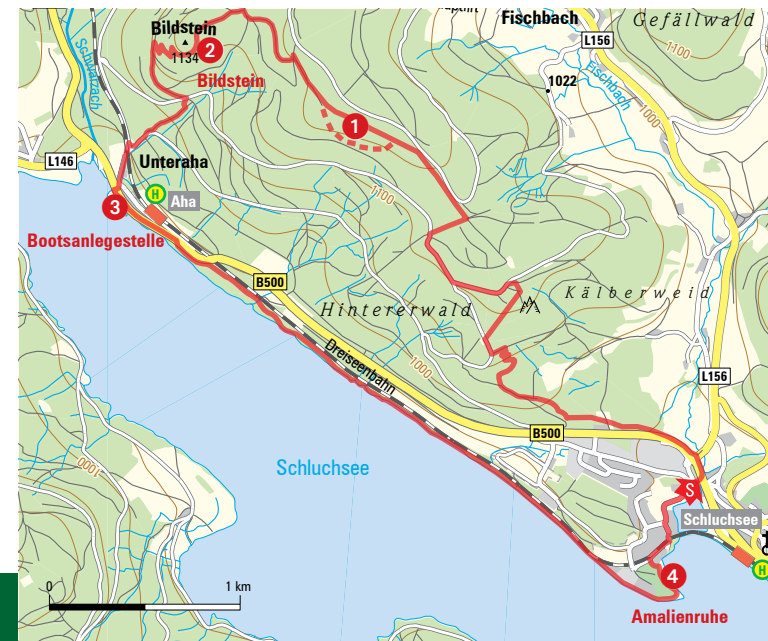 Bildstein
1134
2
Bildstein
Fischbach
Gefällwald
L156
1100
1022
Fischbach
1000
Schwarzach
1
L146
Unteraha
H
Aha
3
Bootsanlegestelle
1100
B500
Hintererwald
Kälberweid
Dreiseenbahn
1000
L156
B500
Schluchsee
1000
S
Schluchsee
H
4
Amalienruhe
0
1 km